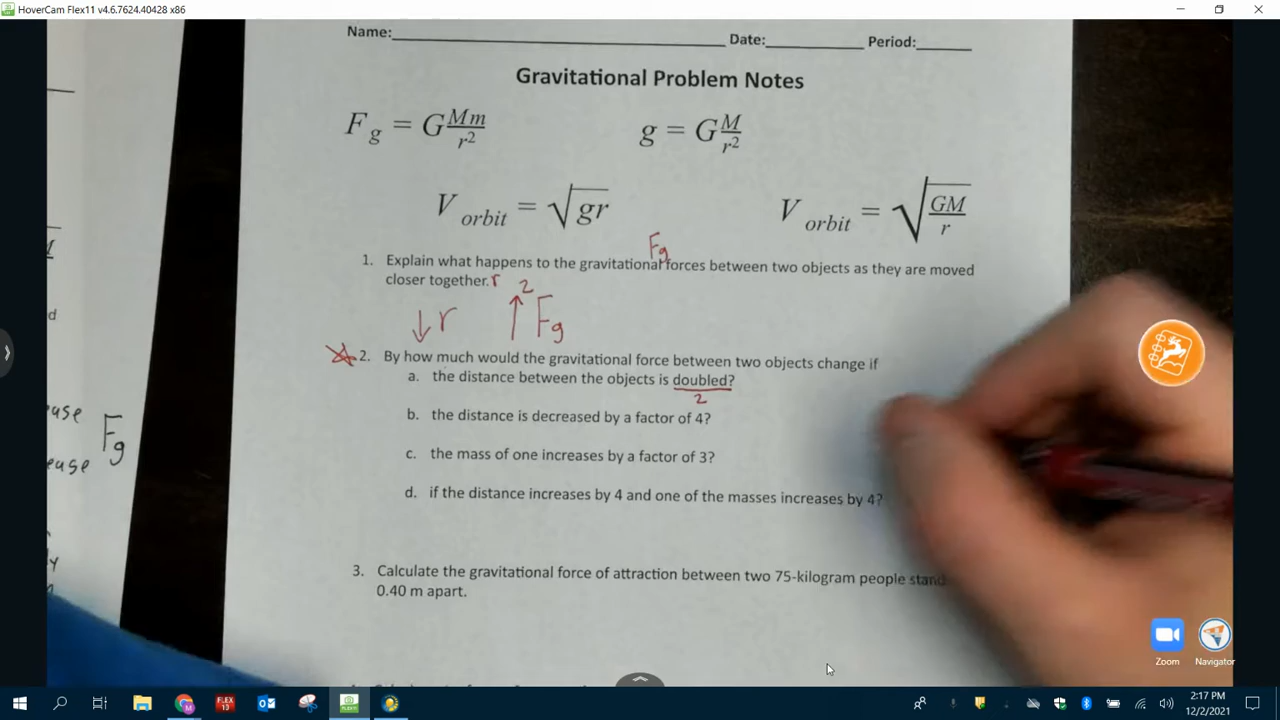 HoverCam Flex11 v4.6.7624.40428 x86
Name: Date: Period:
Gravitational Problem Notes
F g = G Mm / r²
g = G M / r²
V orbit = √gr
V orbit = √GM / r
Fg
1. Explain what happens to the gravitational forces between two objects as they are moved
closer together. r
↓ r ↑ 2 Fg
2. By how much would the gravitational force between two objects change if
a. the distance between the objects is doubled?
2
b. the distance is decreased by a factor of 4?
c. the mass of one increases by a factor of 3?
d. if the distance increases by 4 and one of the masses increases by 4?
3. Calculate the gravitational force of attraction between two 75-kilogram people
0.40 m apart.
d
ease
Fg
ease
y
Zoom
Navigator
2:17 PM
12/2/2021